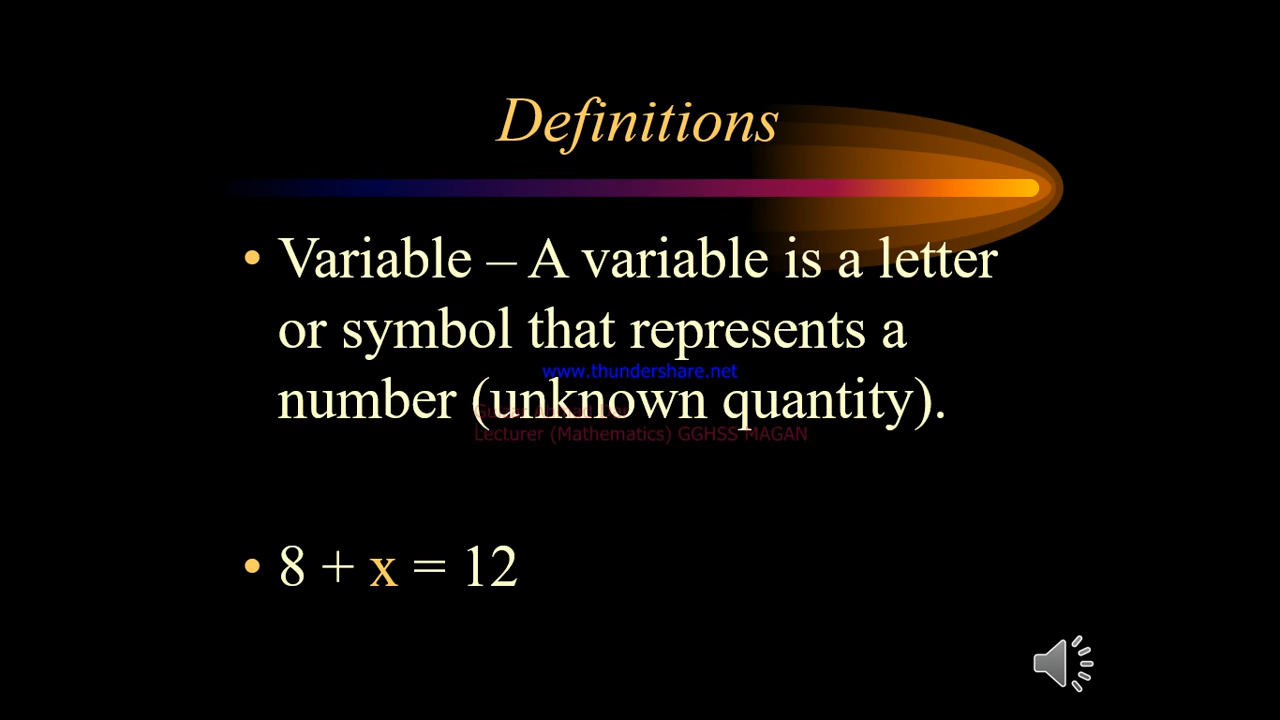 Definitions
• Variable – A variable is a letter
or symbol that represents a
www.thundershare.net
number (unknown quantity).
Lecturer (Mathematics) GGHSS MAGAN
• 8 + x = 12